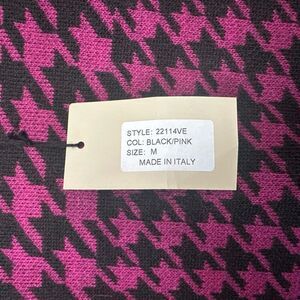 STYLE: 22114VE
COL: BLACK/PINK
SIZE: M
MADE IN ITALY